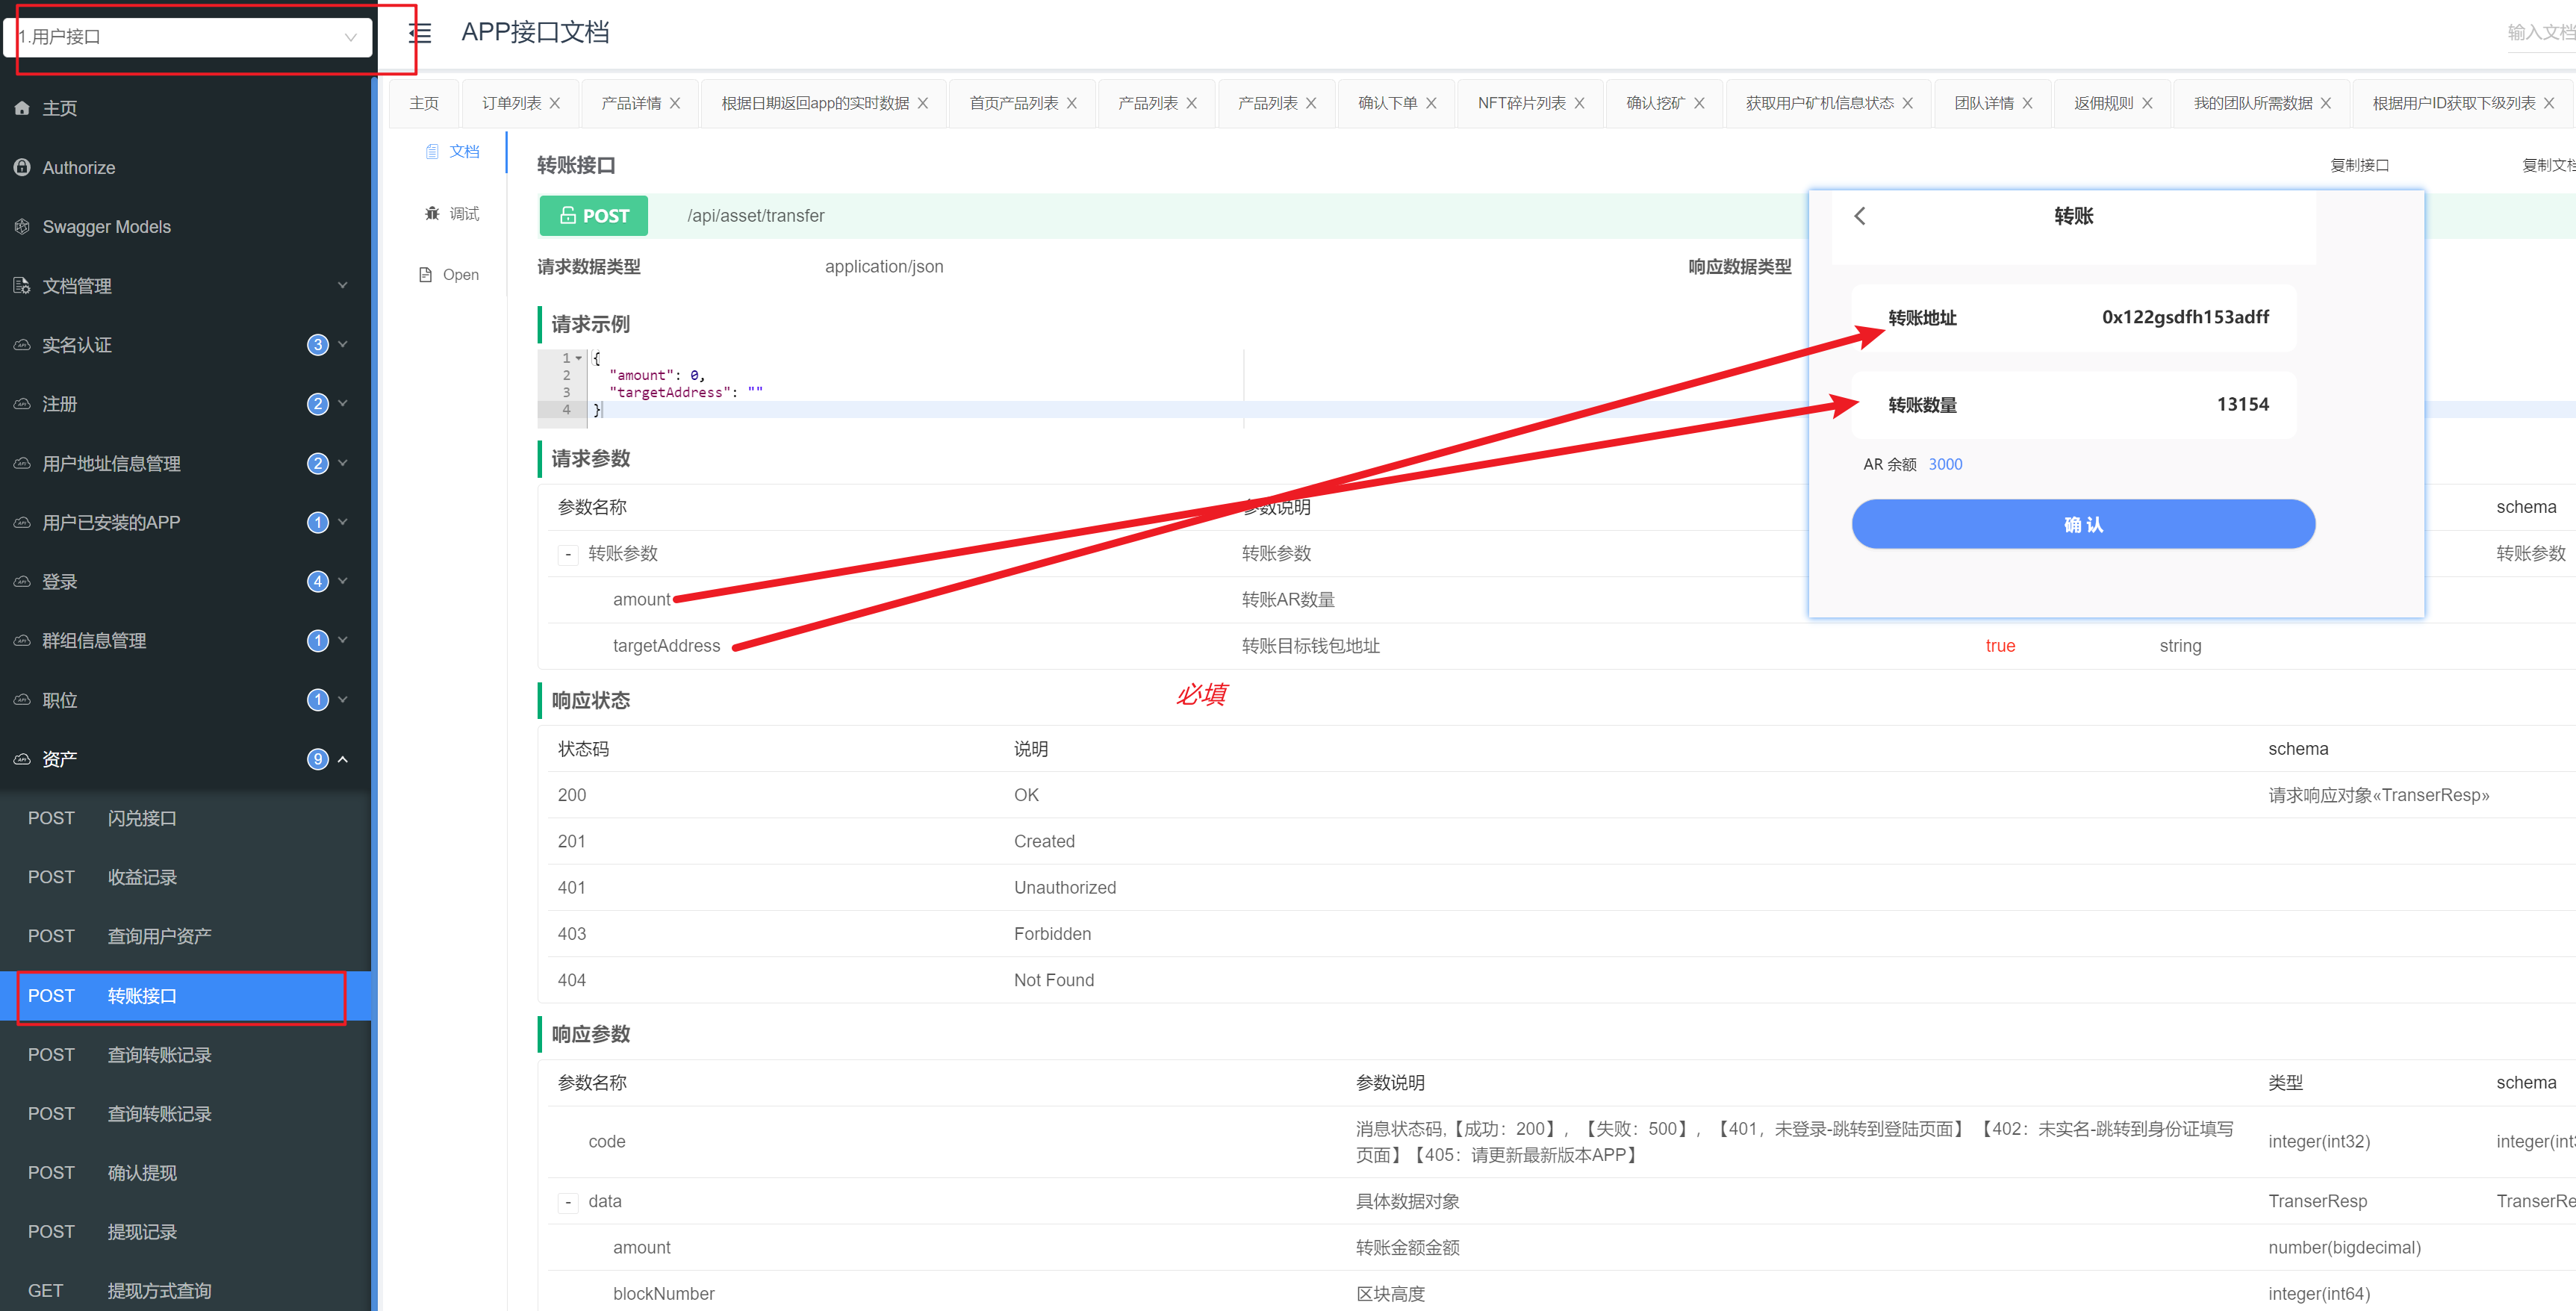 1.用户接口
APP接口文档
输入文档
主页
订单列表
产品详情
根据日期返回app的实时数据
首页产品列表
产品列表
产品列表
确认下单
NFT碎片列表
确认挖矿
获取用户矿机信息状态
团队详情
返佣规则
我的团队所需数据
根据用户ID获取下级列表
主页
Authorize
Swagger Models
文档管理
实名认证 3
注册 2
用户地址信息管理 2
用户已安装的APP 1
登录 4
群组信息管理 1
职位 1
资产 9
POST 闪兑接口
POST 收益记录
POST 查询用户资产
POST 转账接口
POST 查询转账记录
POST 查询转账记录
POST 确认提现
POST 提现记录
GET 提现方式查询
文档
调试
Open
转账接口
复制接口
复制文档
POST /api/asset/transfer
请求数据类型 application/json 响应数据类型
请求示例
1 {
2 "amount": 0,
3 "targetAddress": ""
4 }
转账
转账地址 0x122gsdfh153adff
转账数量 13154
AR 余额 3000
确 认
请求参数
参数名称 参数说明 schema
- 转账参数 转账参数 转账参数
amount 转账AR数量
targetAddress 转账目标钱包地址 true string
必填
响应状态
状态码 说明 schema
200 OK 请求响应对象«TranserResp»
201 Created
401 Unauthorized
403 Forbidden
404 Not Found
响应参数
参数名称 参数说明 类型 schema
code 消息状态码,【成功：200】,【失败：500】,【401，未登录-跳转到登陆页面】【402：未实名-跳转到身份证填写
页面】【405：请更新最新版本APP】 integer(int32) integer(int3
- data 具体数据对象 TranserResp TranserRe
amount 转账金额金额 number(bigdecimal)
blockNumber 区块高度 integer(int64)